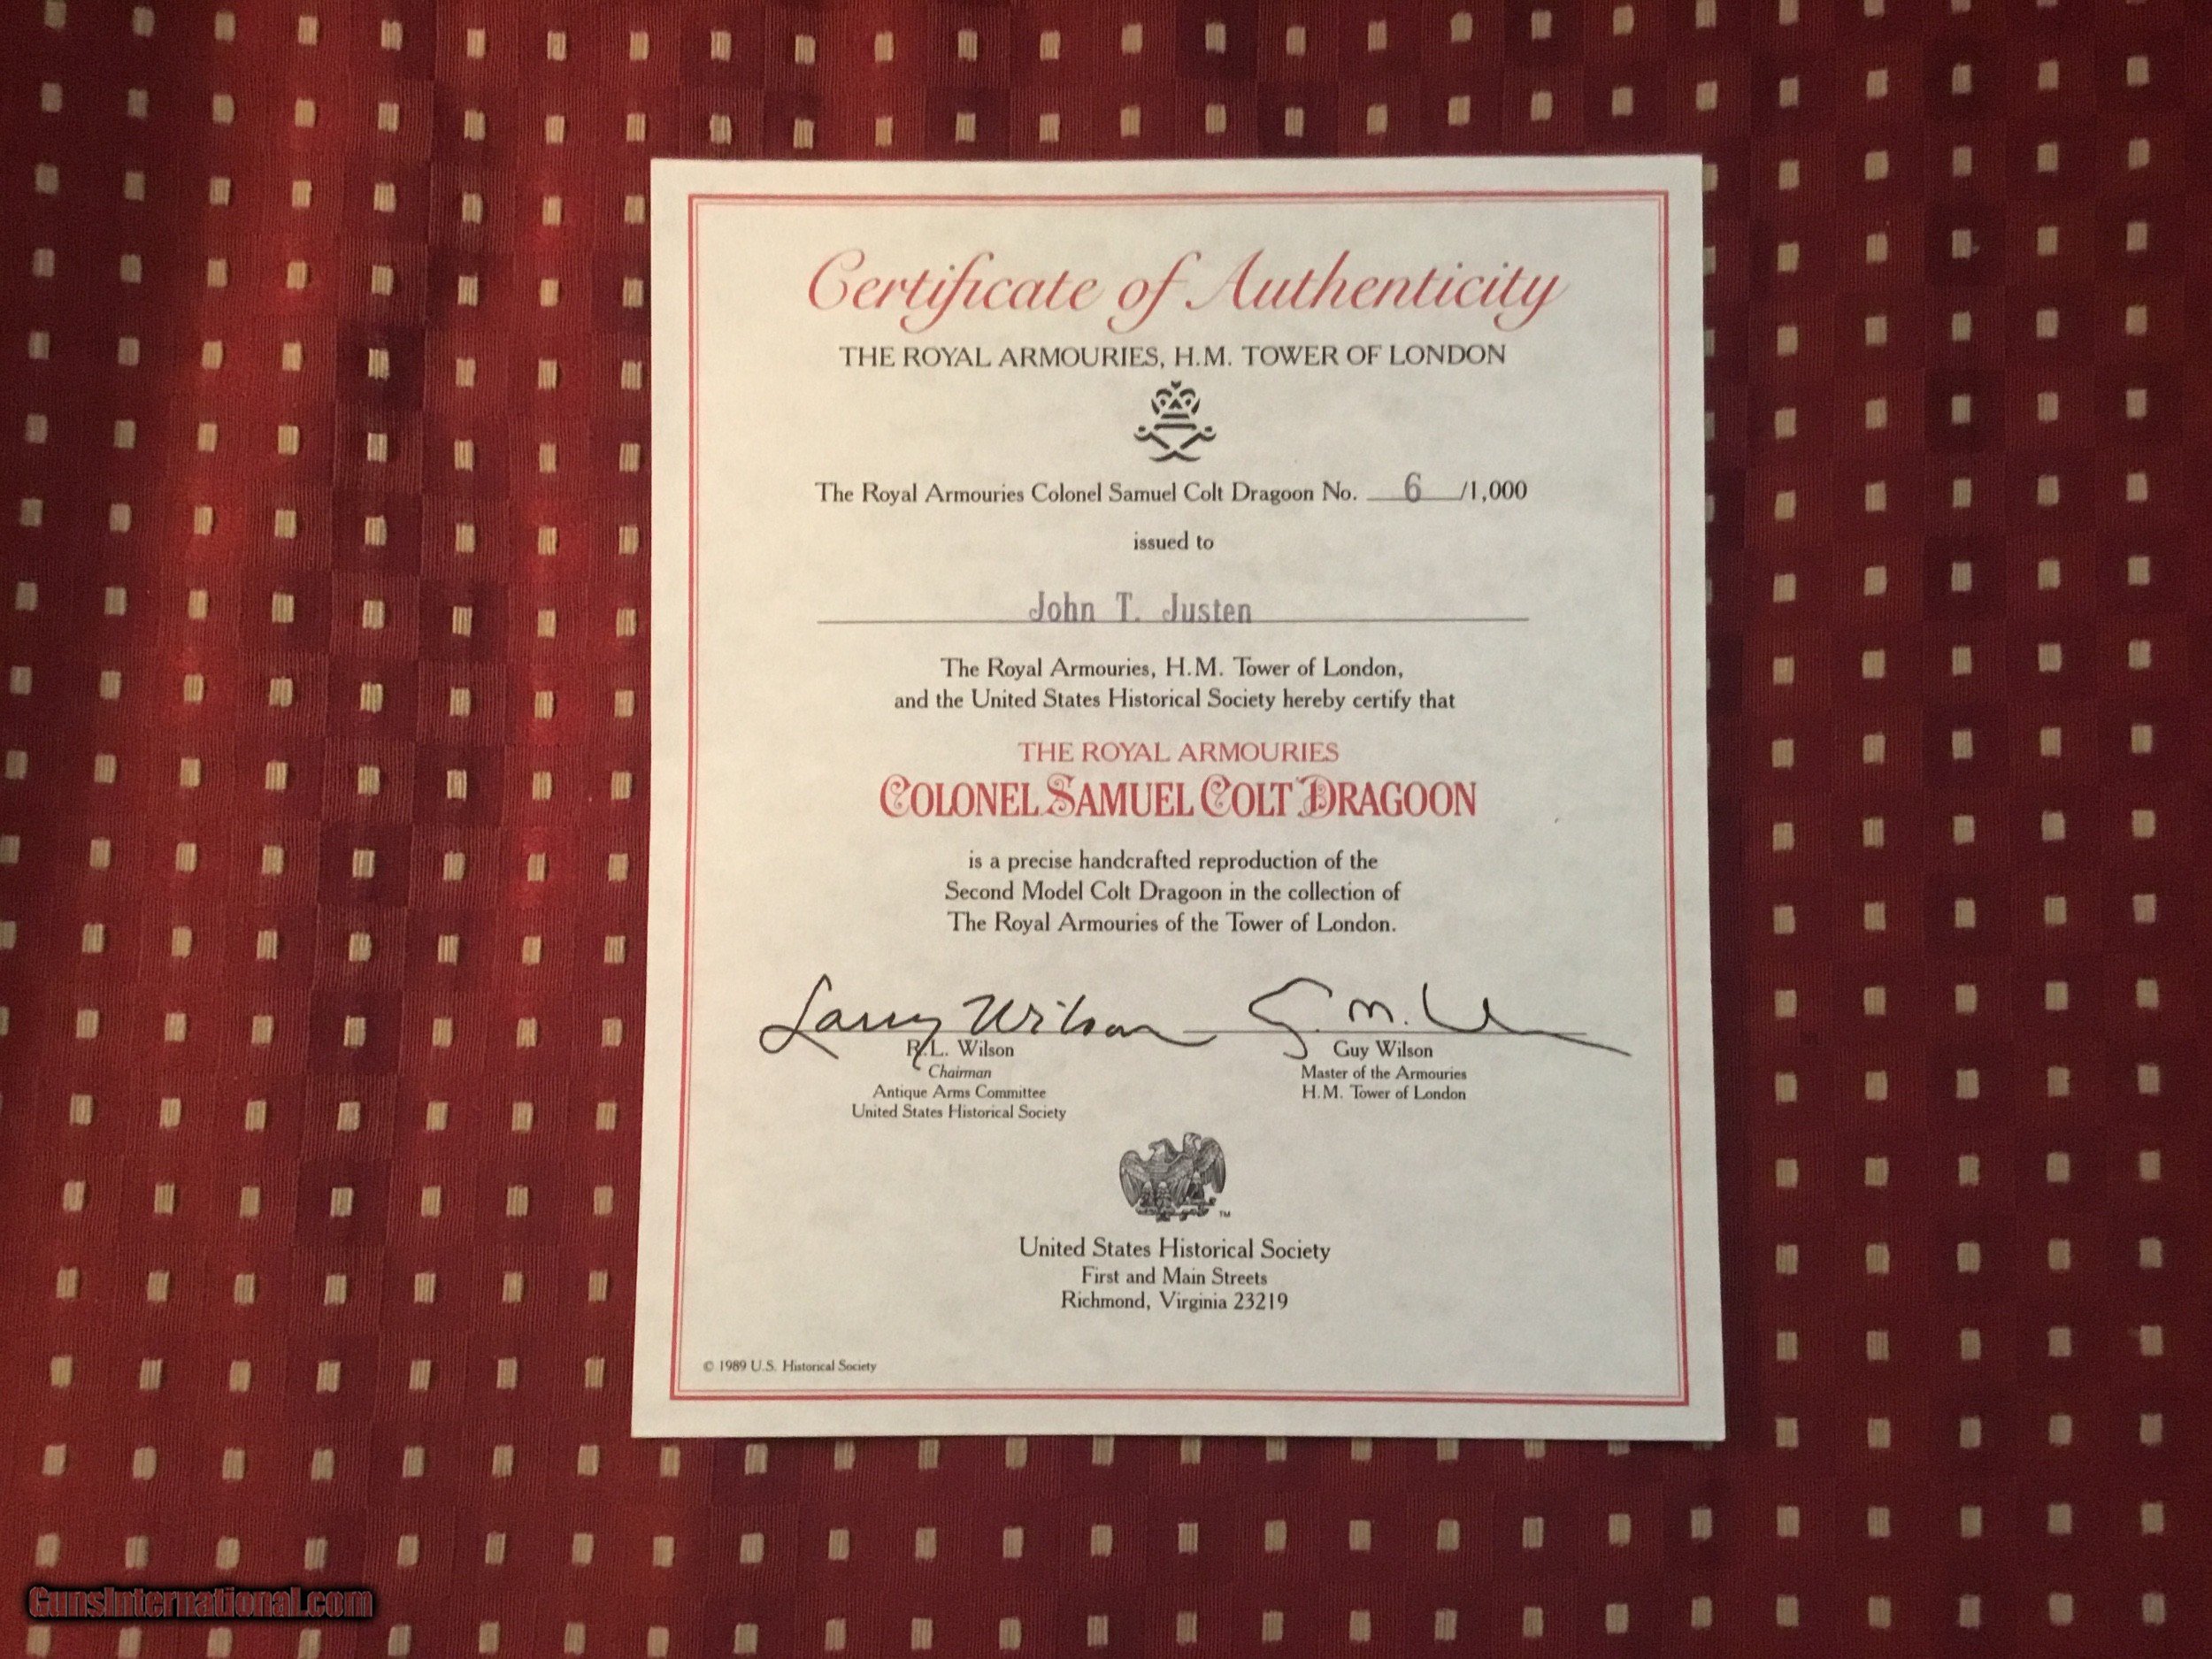 Certificate of Authenticity
THE ROYAL ARMOURIES, H.M. TOWER OF LONDON
The Royal Armouries Colonel Samuel Colt Dragoon No. 6 /1,000
issued to
John T. Justen
The Royal Armouries, H.M. Tower of London,
and the United States Historical Society hereby certify that
THE ROYAL ARMOURIES
COLONEL SAMUEL COLT DRAGOON
is a precise handcrafted reproduction of the
Second Model Colt Dragoon in the collection of
The Royal Armouries of the Tower of London.
Larry Wilson
R.L. Wilson
Chairman
Antique Arms Committee
United States Historical Society
G. M. W
Guy Wilson
Master of the Armouries
H.M. Tower of London
TM
United States Historical Society
First and Main Streets
Richmond, Virginia 23219
© 1989 U.S. Historical Society
GunsInternational.com